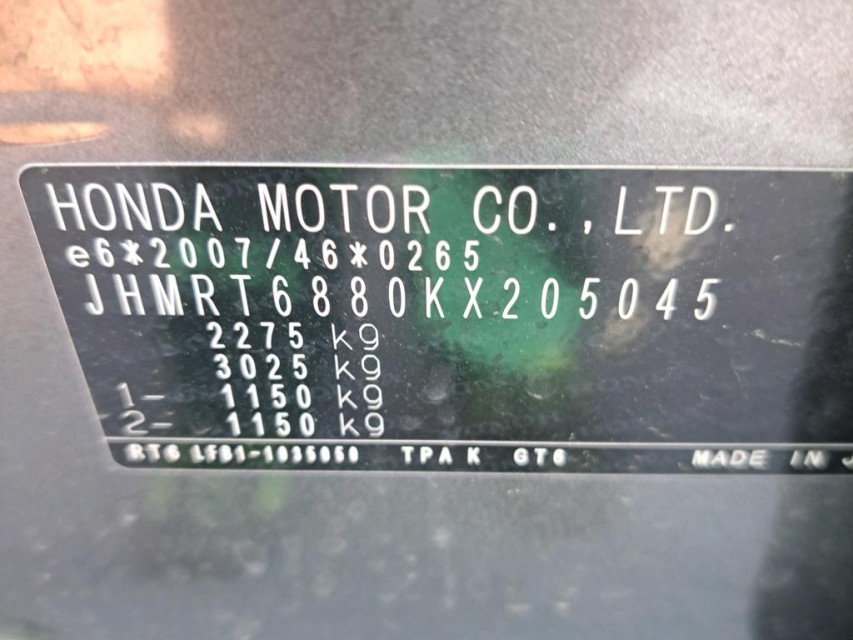 HONDA MOTOR CO.,LTD.
e6*2007/46*0265
JHMRT6880KX205045
2275 kg
3025 kg
1- 1150 kg
2- 1150 kg
RT6 LFB1-1035050 TPA K GT6 MADE IN J